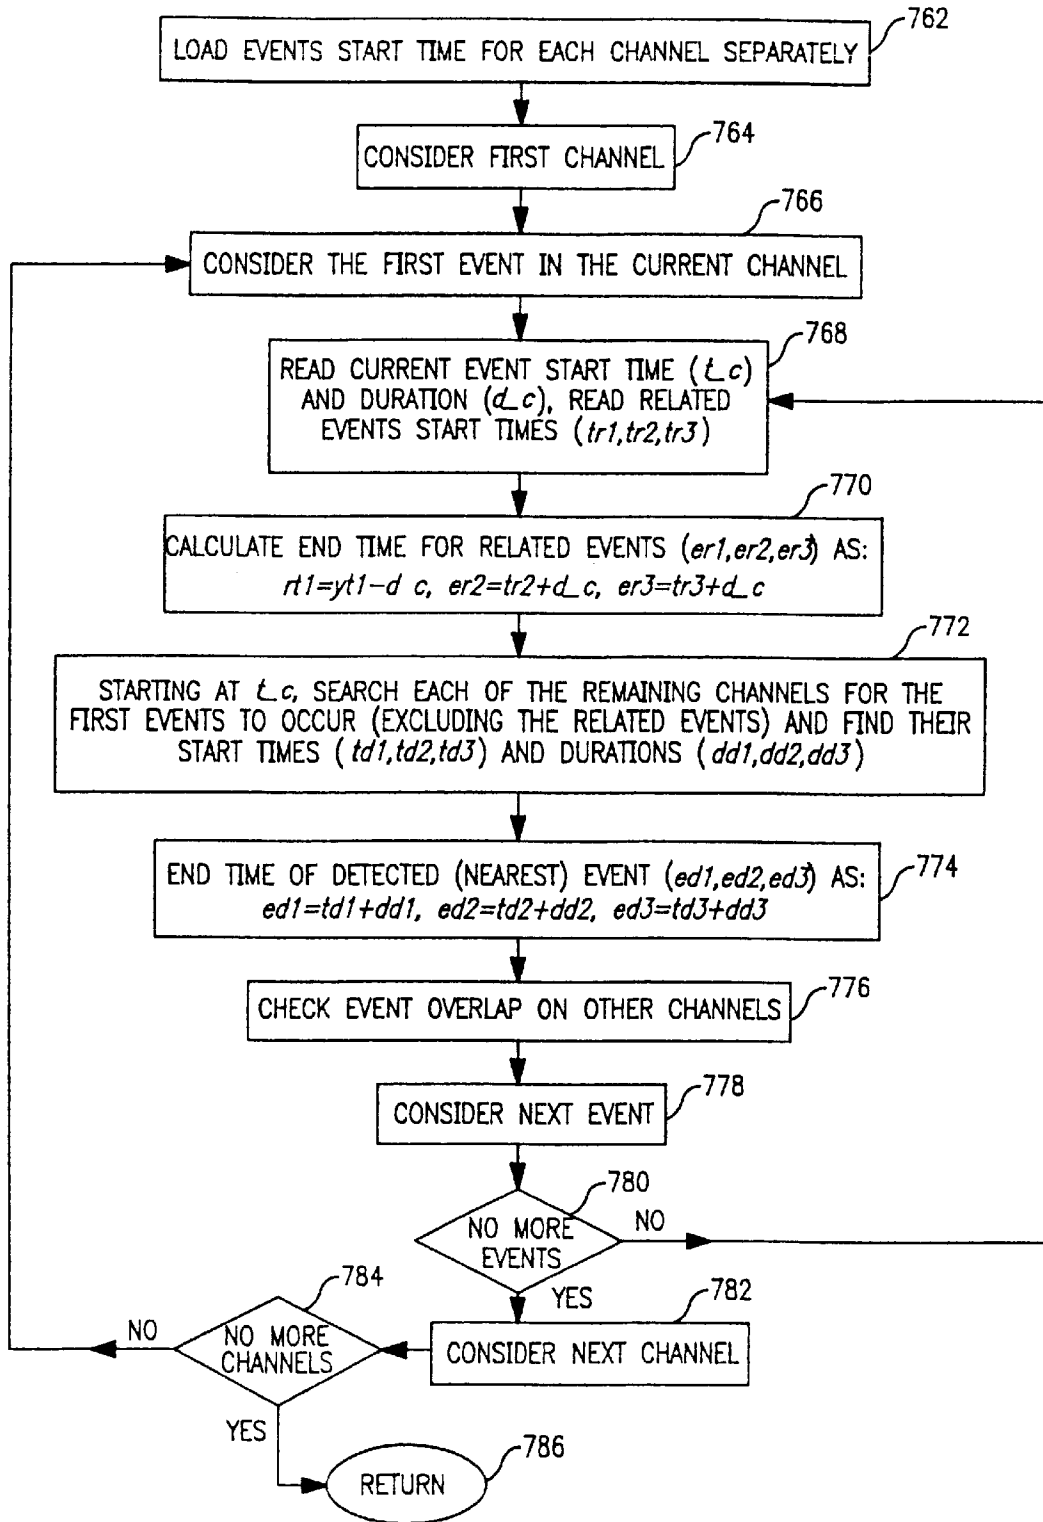 762
LOAD EVENTS START TIME FOR EACH CHANNEL SEPARATELY
764
CONSIDER FIRST CHANNEL
766
CONSIDER THE FIRST EVENT IN THE CURRENT CHANNEL
768
READ CURRENT EVENT START TIME (t_c)
AND DURATION (d_c), READ RELATED
EVENTS START TIMES (tr1,tr2,tr3)
770
CALCULATE END TIME FOR RELATED EVENTS (er1,er2,er3) AS:
rt1=yt1-d c, er2=tr2+d_c, er3=tr3+d_c
772
STARTING AT t_c, SEARCH EACH OF THE REMAINING CHANNELS FOR THE
FIRST EVENTS TO OCCUR (EXCLUDING THE RELATED EVENTS) AND FIND THEIR
START TIMES (td1,td2,td3) AND DURATIONS (dd1,dd2,dd3)
774
END TIME OF DETECTED (NEAREST) EVENT (ed1,ed2,ed3) AS:
ed1=td1+dd1, ed2=td2+dd2, ed3=td3+dd3
776
CHECK EVENT OVERLAP ON OTHER CHANNELS
778
CONSIDER NEXT EVENT
780
NO MORE
EVENTS
NO
YES
782
CONSIDER NEXT CHANNEL
784
NO MORE
CHANNELS
NO
YES
786
RETURN